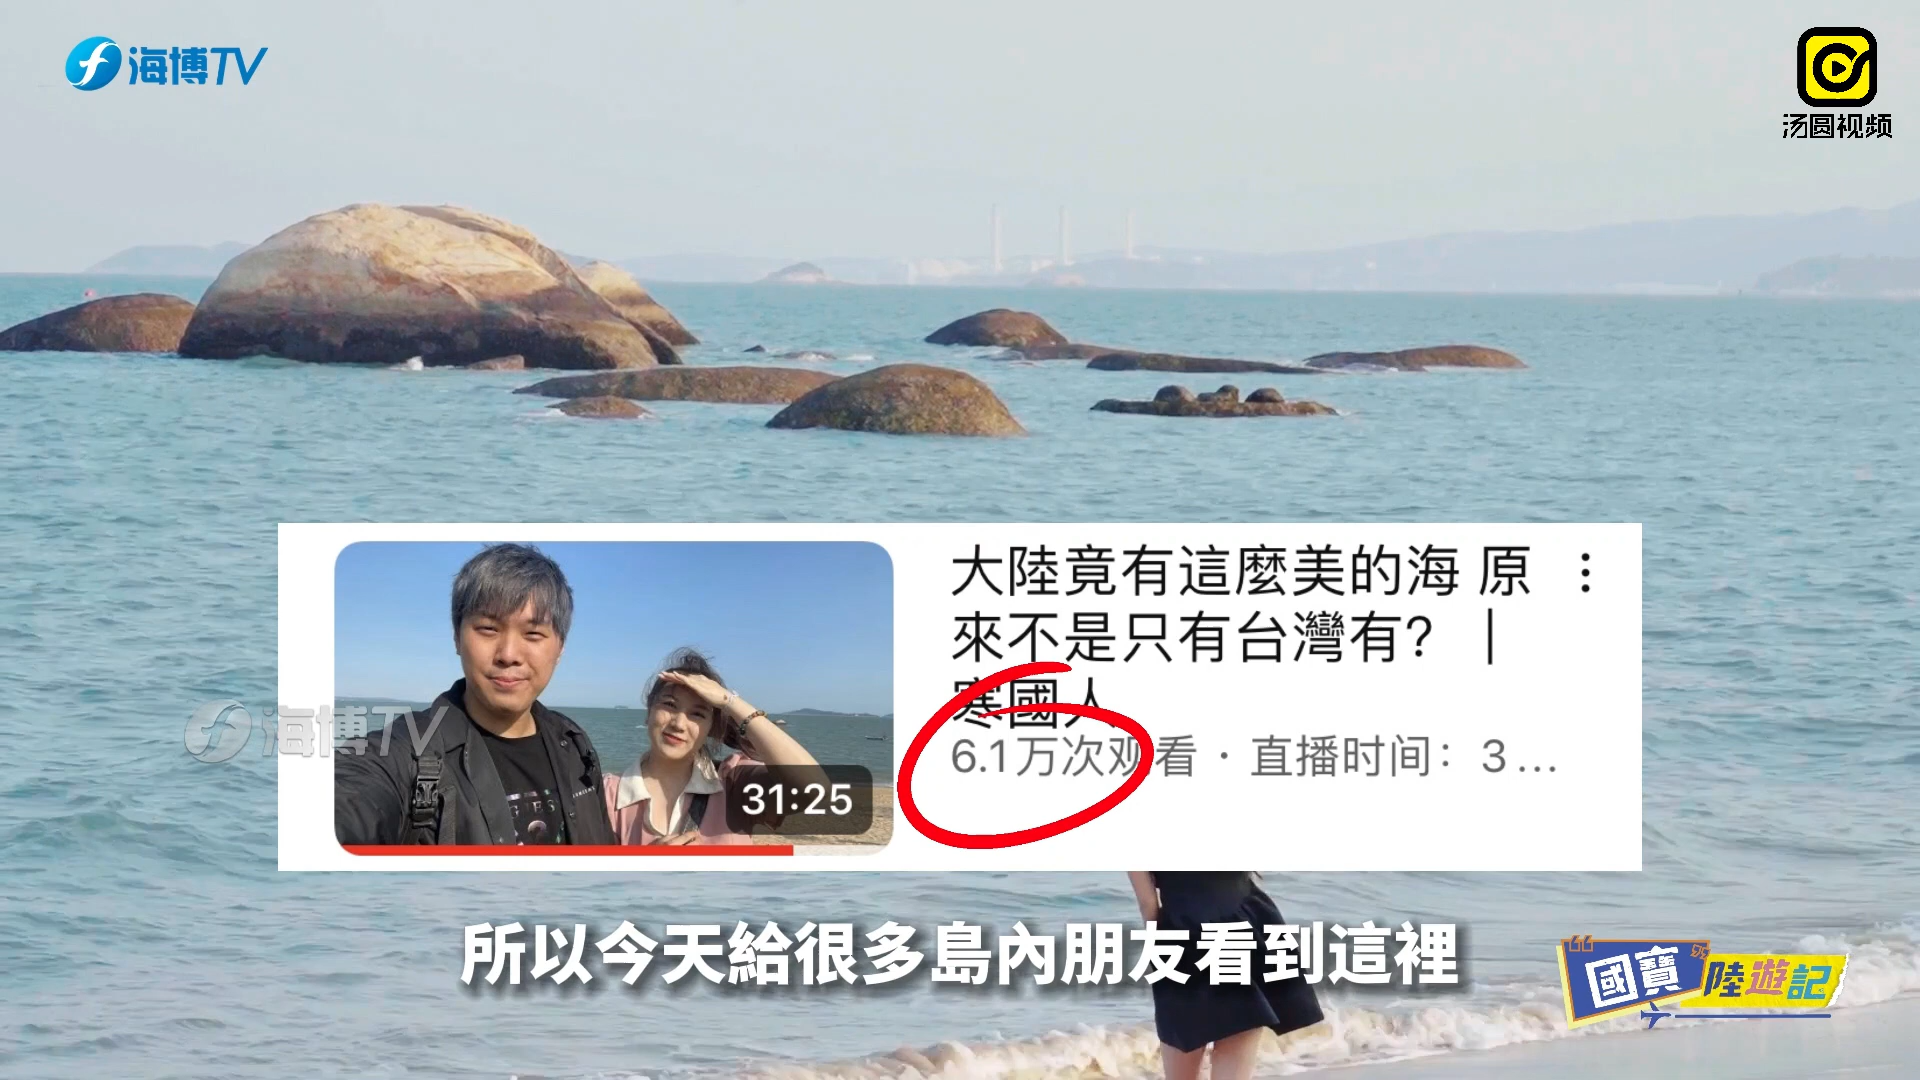 海博TV
汤圆视频
大陸竟有這麼美的海 原
來不是只有台灣有? |
寒國人
6.1万次观看 · 直播时间: 3...
海博TV
31:25
所以今天給很多島內朋友看到這裡
國寶
陸遊記